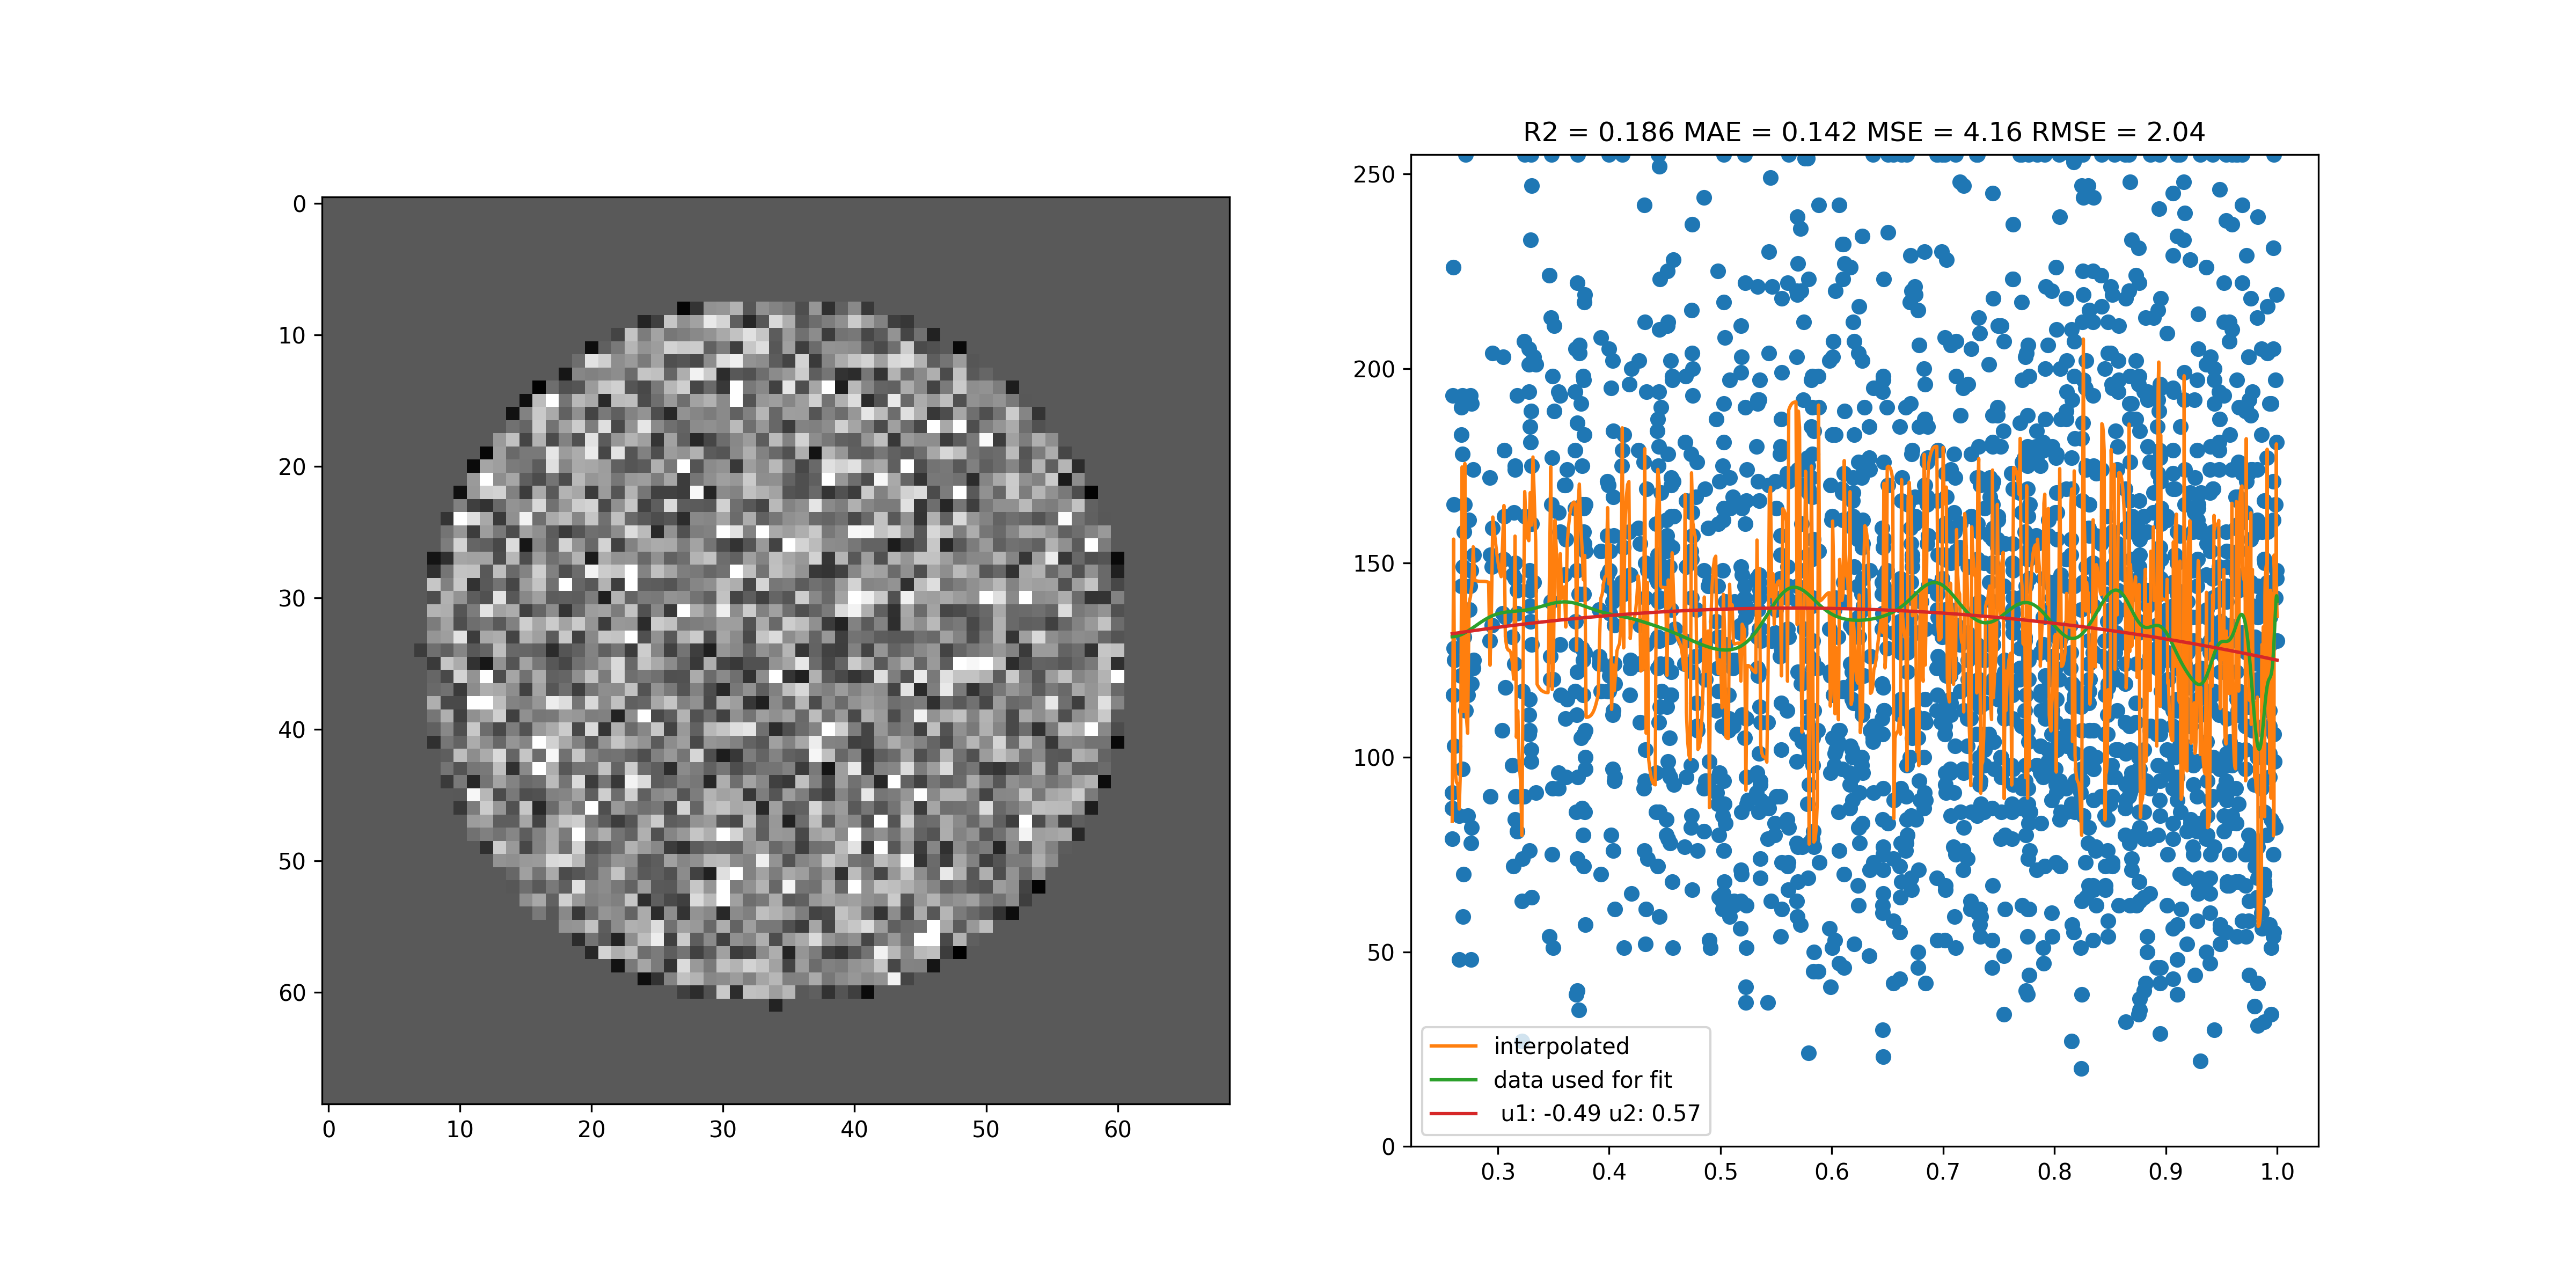 R2 = 0.186 MAE = 0.142 MSE = 4.16 RMSE = 2.04
0
10
20
30
40
50
60
0 10 20 30 40 50 60
250
200
150
100
50
0
interpolated
data used for fit
u1: -0.49 u2: 0.57
0.3 0.4 0.5 0.6 0.7 0.8 0.9 1.0